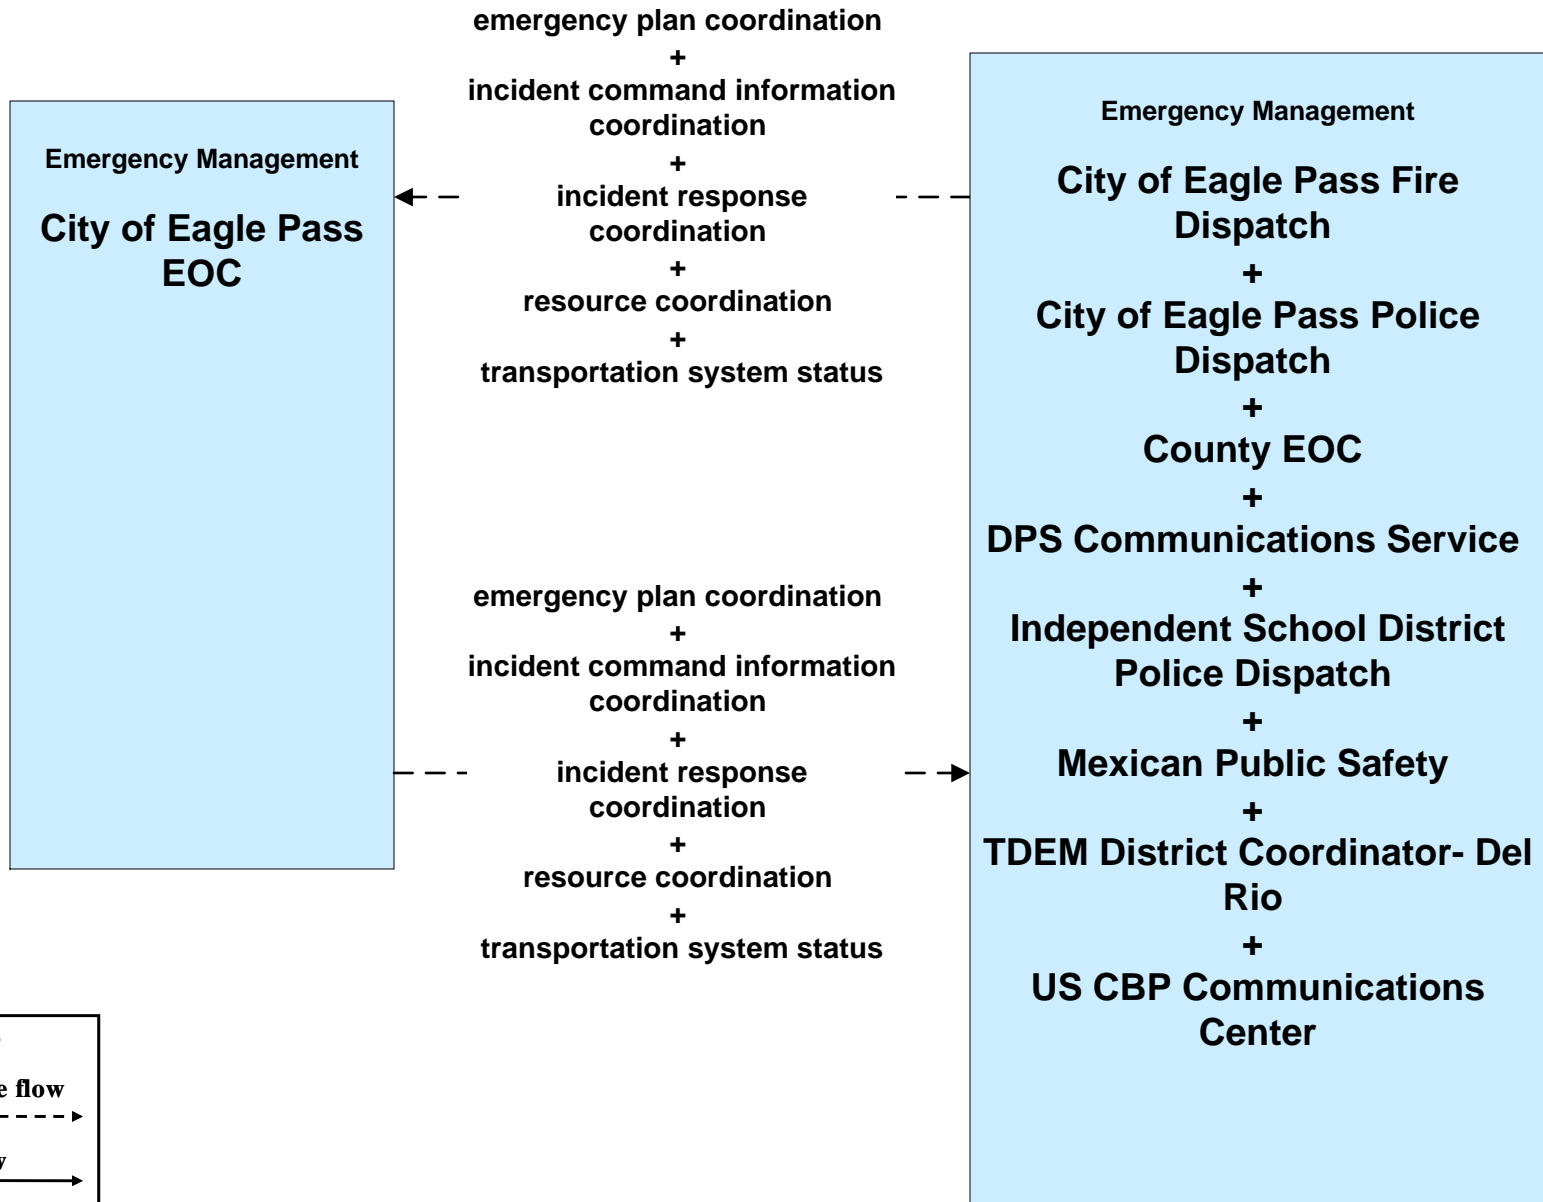 emergency plan coordination
+
incident command information
coordination
+
incident response
coordination
+
resource coordination
+
transportation system status
Emergency Management
City of Eagle Pass
EOC
Emergency Management
City of Eagle Pass Fire
Dispatch
+
City of Eagle Pass Police
Dispatch
+
County EOC
+
DPS Communications Service
+
Independent School District
Police Dispatch
+
Mexican Public Safety
+
TDEM District Coordinator- Del
Rio
+
US CBP Communications
Center
emergency plan coordination
+
incident command information
coordination
+
incident response
coordination
+
resource coordination
+
transportation system status
flow